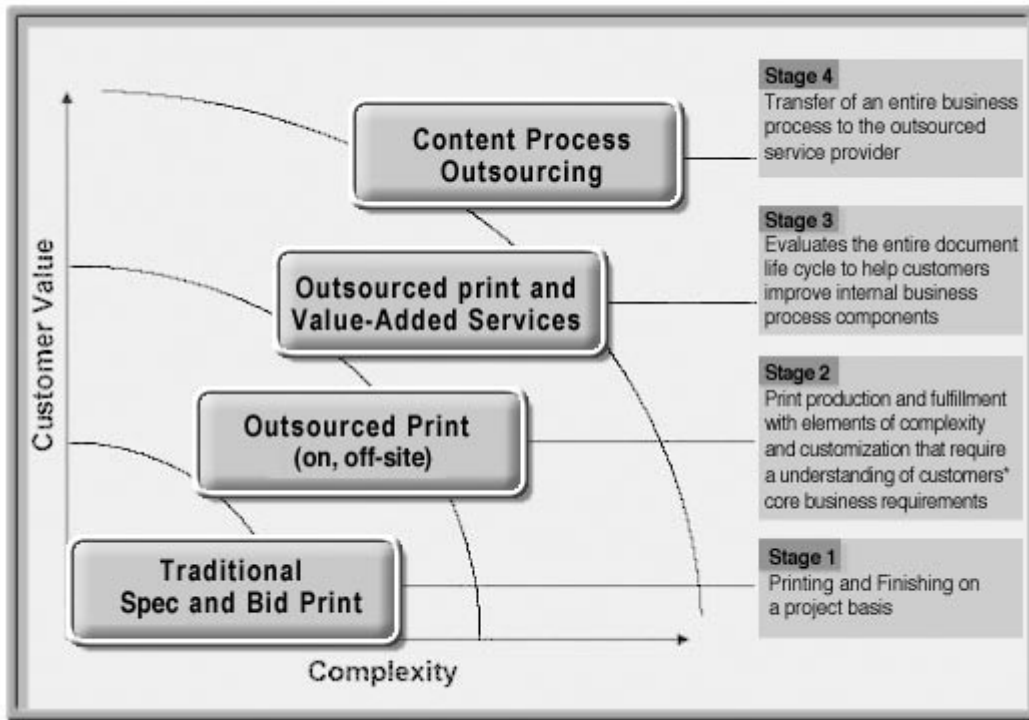 Customer Value
Content Process
Outsourcing
Outsourced print and
Value-Added Services
Outsourced Print
(on, off-site)
Traditional
Spec and Bid Print
Complexity
Stage 4
Transfer of an entire business
process to the outsourced
service provider
Stage 3
Evaluates the entire document
life cycle to help customers
improve internal business
process components
Stage 2
Print production and fulfillment
with elements of complexity
and customization that require
a understanding of customers*
core business requirements
Stage 1
Printing and Finishing on
a project basis